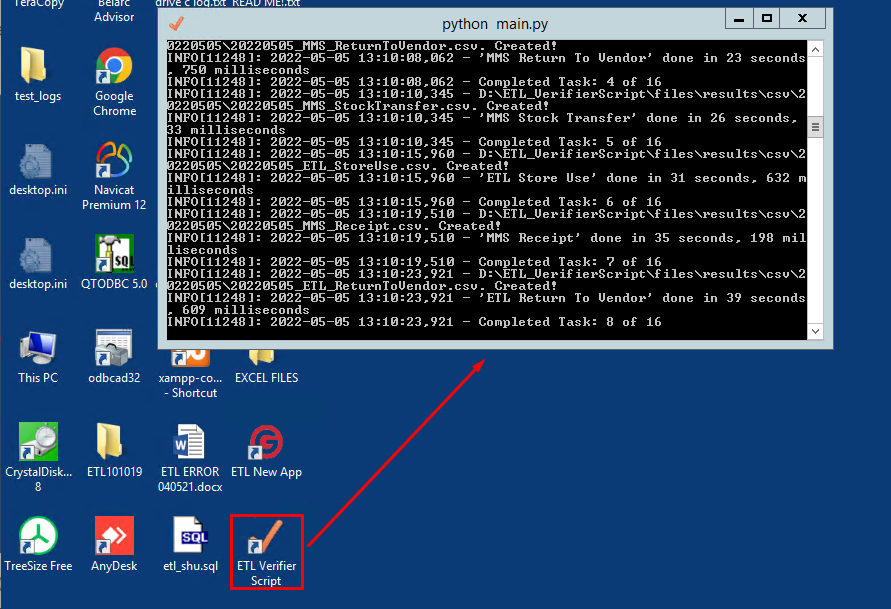 TeraCopy
Belarc
Advisor
drive c log.txt
README!.txt
python  main.py
0220505\20220505_MMS_ReturnToVendor.csv. Created!
INFO[11248]: 2022-05-05 13:10:08,062 - 'MMS Return To Vendor' done in 23 seconds
, 750 milliseconds
INFO[11248]: 2022-05-05 13:10:08,062 - Completed Task: 4 of 16
INFO[11248]: 2022-05-05 13:10:10,345 - D:\ETL_VerifierScript\files\results\csv\2
0220505\20220505_MMS_StockTransfer.csv. Created!
INFO[11248]: 2022-05-05 13:10:10,345 - 'MMS Stock Transfer' done in 26 seconds,
33 milliseconds
INFO[11248]: 2022-05-05 13:10:10,345 - Completed Task: 5 of 16
INFO[11248]: 2022-05-05 13:10:15,960 - D:\ETL_VerifierScript\files\results\csv\2
0220505\20220505_ETL_StoreUse.csv. Created!
INFO[11248]: 2022-05-05 13:10:15,960 - 'ETL Store Use' done in 31 seconds, 632 m
illiseconds
INFO[11248]: 2022-05-05 13:10:15,960 - Completed Task: 6 of 16
INFO[11248]: 2022-05-05 13:10:19,510 - D:\ETL_VerifierScript\files\results\csv\2
0220505\20220505_MMS_Receipt.csv. Created!
INFO[11248]: 2022-05-05 13:10:19,510 - 'MMS Receipt' done in 35 seconds, 198 mil
liseconds
INFO[11248]: 2022-05-05 13:10:19,510 - Completed Task: 7 of 16
INFO[11248]: 2022-05-05 13:10:23,921 - D:\ETL_VerifierScript\files\results\csv\2
0220505\20220505_ETL_ReturnToVendor.csv. Created!
INFO[11248]: 2022-05-05 13:10:23,921 - 'ETL Return To Vendor' done in 39 seconds
, 609 milliseconds
INFO[11248]: 2022-05-05 13:10:23,921 - Completed Task: 8 of 16
test_logs
Google
Chrome
desktop.ini
Navicat
Premium 12
desktop.ini
SQL
QTODBC 5.0
This PC
odbcad32
xampp-co...
- Shortcut
EXCEL FILES
CrystalDisk...
8
ETL101019
W
ETL ERROR
040521.docx
ETL New App
TreeSize Free
AnyDesk
SQL
etl_shu.sql
ETL Verifier
Script